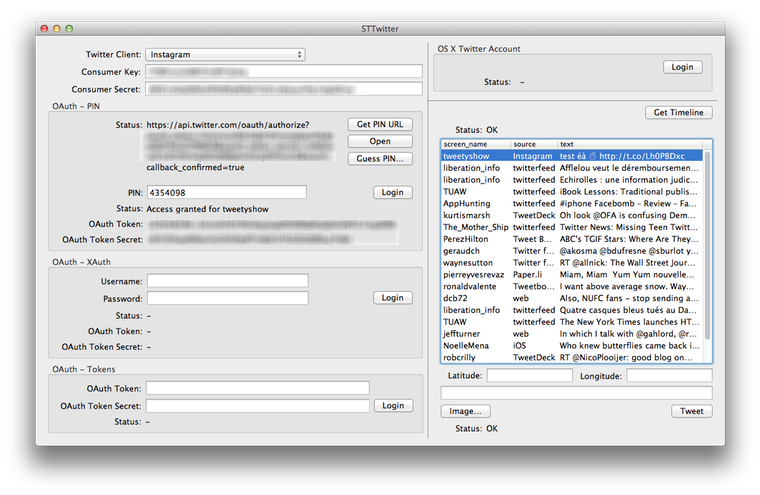 STTwitter
Twitter Client: Instagram
Consumer Key:
Consumer Secret:
OAuth – PIN
Status: https://api.twitter.com/oauth/authorize? Get PIN URL
Open
Guess PIN...
callback_confirmed=true
PIN: 4354098 Login
Status: Access granted for tweetyshow
OAuth Token:
OAuth Token Secret:
OAuth – XAuth
Username:
Password: Login
Status: –
OAuth Token: –
OAuth Token Secret: –
OAuth – Tokens
OAuth Token:
OAuth Token Secret: Login
Status: –
OS X Twitter Account
Login
Status: –
Get Timeline
Status: OK
screen_name source text
tweetyshow Instagram test éà http://t.co/Lh0P8Dxc
liberation_info twitterfeed Afflelou veut le déremboursemen...
liberation_info twitterfeed Echirolles : une information judic...
TUAW twitterfeed iBook Lessons: Traditional publis...
AppHunting twitterfeed #iphone Facebomb – Review – Fa...
kurtismarsh TweetDeck Oh look @OFA is confusing Dem...
The_Mother_Ship twitterfeed Twitter News: Missing Teen Twitt...
PerezHilton Tweet B... ABC's TGIF Stars: Where Are They...
geraudch Twitter f... @akosma @bdufresne @sburlot y...
waynesutton Twitter f... RT @allnick: The Wall Street Jour...
pierreyvesrevaz Paper.li Miam, Miam Yum Yum nouvelle...
ronaldvalente Tweetbo... I want above average snow. Way...
dcb72 web Also, NUFC fans – stop sending a...
liberation_info twitterfeed Quatre casques bleus tués au Da...
TUAW twitterfeed The New York Times launches HT...
jeffturner web In which I talk with @gahlord, @r...
NoelleMena iOS Who knew butterflies came back i...
robcrilly TweetDeck RT @NicoPlooijer: good blog on...
Latitude: Longitude:
Image... Tweet
Status: OK